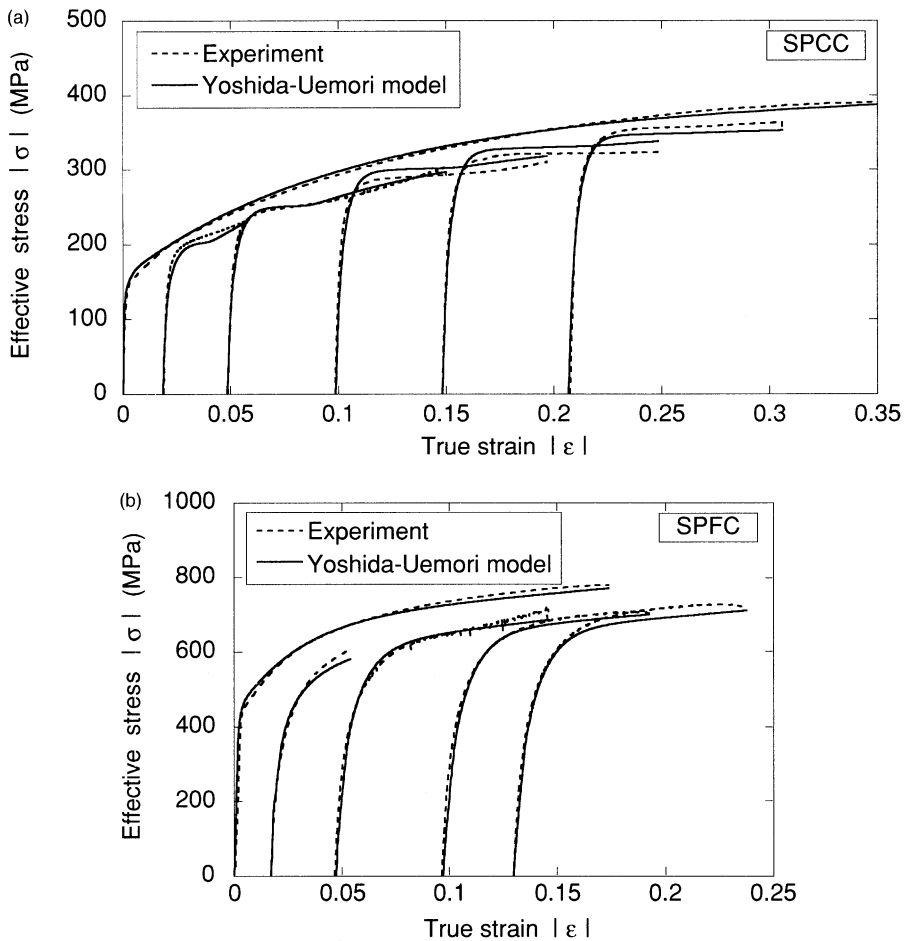 (a)
500
400
300
200
100
0
Effective stress |σ| (MPa)
Experiment
Yoshida-Uemori model
SPCC
0 0.05 0.1 0.15 0.2 0.25 0.3 0.35
True strain |ε|
(b)
1000
800
600
400
200
0
Effective stress |σ| (MPa)
Experiment
Yoshida-Uemori model
SPFC
0 0.05 0.1 0.15 0.2 0.25
True strain |ε|